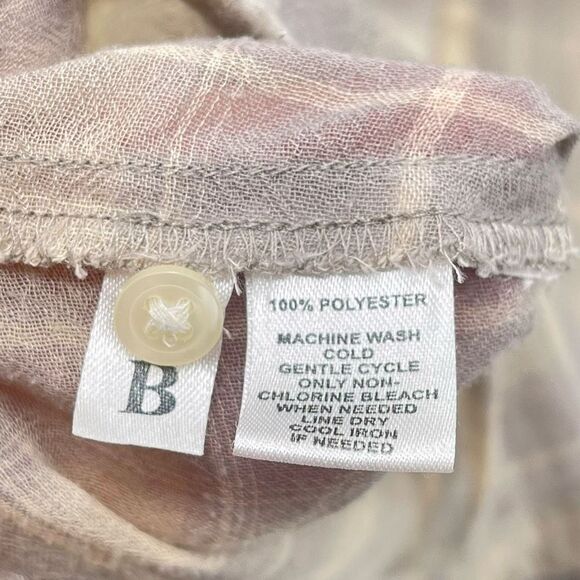 B
100% POLYESTER
MACHINE WASH
COLD
GENTLE CYCLE
ONLY NON-
CHLORINE BLEACH
WHEN NEEDED
LINE DRY
COOL IRON
IF NEEDED